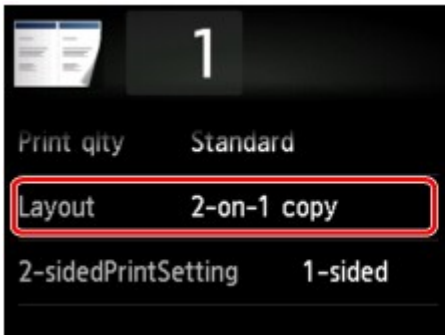 1
Print qlty Standard
Layout 2-on-1 copy
2-sidedPrintSetting 1-sided